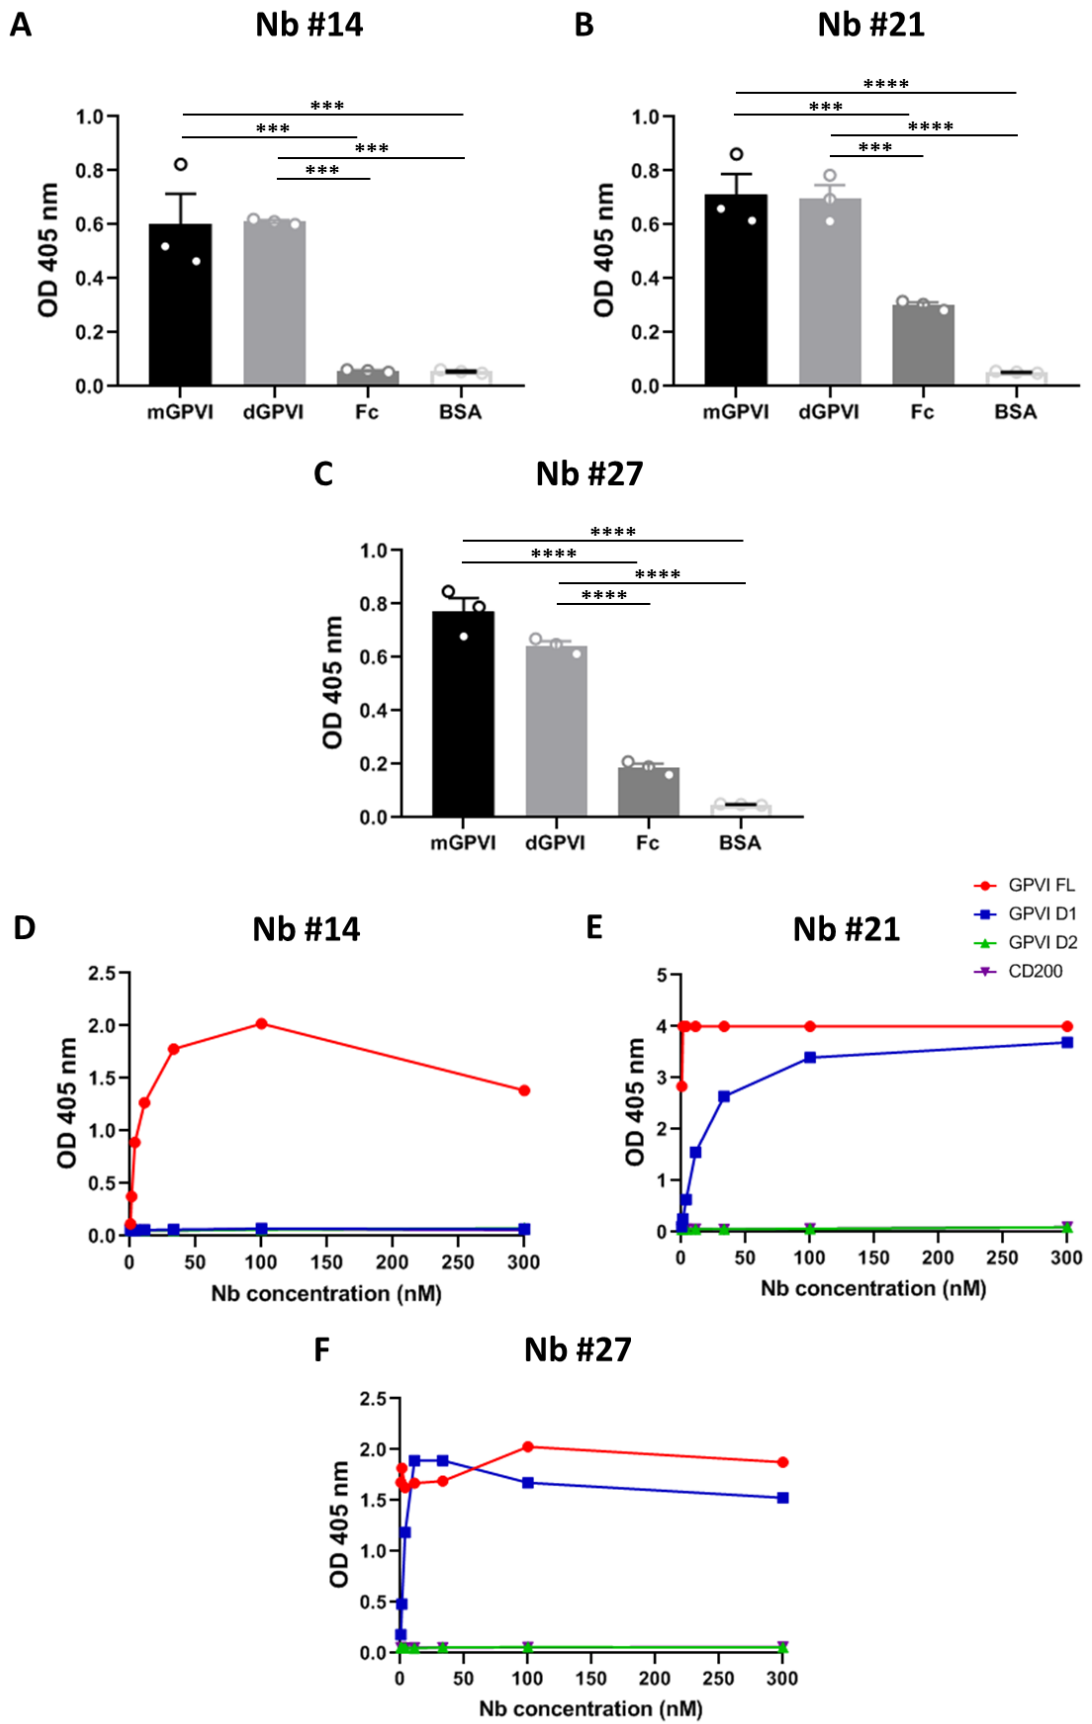 A
Nb #14
OD 405 nm
1.0
0.8
0.6
0.4
0.2
0.0
***
***
***
***
mGPVI dGPVI Fc BSA
B
Nb #21
OD 405 nm
1.0
0.8
0.6
0.4
0.2
0.0
****
***
****
***
mGPVI dGPVI Fc BSA
C
Nb #27
OD 405 nm
1.0
0.8
0.6
0.4
0.2
0.0
****
****
****
****
mGPVI dGPVI Fc BSA
GPVI FL
GPVI D1
GPVI D2
CD200
D
Nb #14
OD 405 nm
2.5
2.0
1.5
1.0
0.5
0.0
0 50 100 150 200 250 300
Nb concentration (nM)
E
Nb #21
OD 405 nm
5
4
3
2
1
0
0 50 100 150 200 250 300
Nb concentration (nM)
F
Nb #27
OD 405 nm
2.5
2.0
1.5
1.0
0.5
0.0
0 50 100 150 200 250 300
Nb concentration (nM)